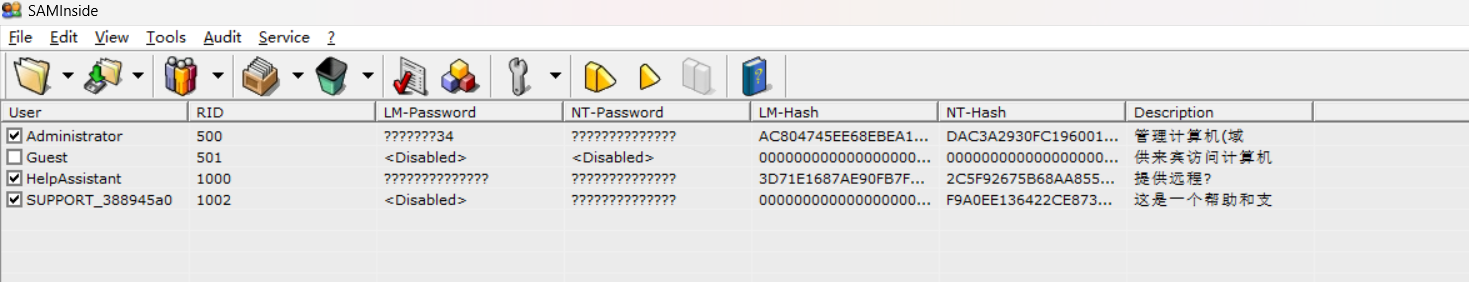 SAMInside
File Edit View Tools Audit Service ?
User RID LM-Password NT-Password LM-Hash NT-Hash Description
Administrator 500 ???????34 ?????????????? AC804745EE68EBEA1... DAC3A2930FC196001... 管理计算机(域
Guest 501 <Disabled> <Disabled> 00000000000000000... 00000000000000000... 供来宾访问计算机
HelpAssistant 1000 ?????????????? ?????????????? 3D71E1687AE90FB7F... 2C5F92675B68AA855... 提供远程?
SUPPORT_388945a0 1002 <Disabled> ?????????????? 00000000000000000... F9A0EE136422CE873... 这是一个帮助和支